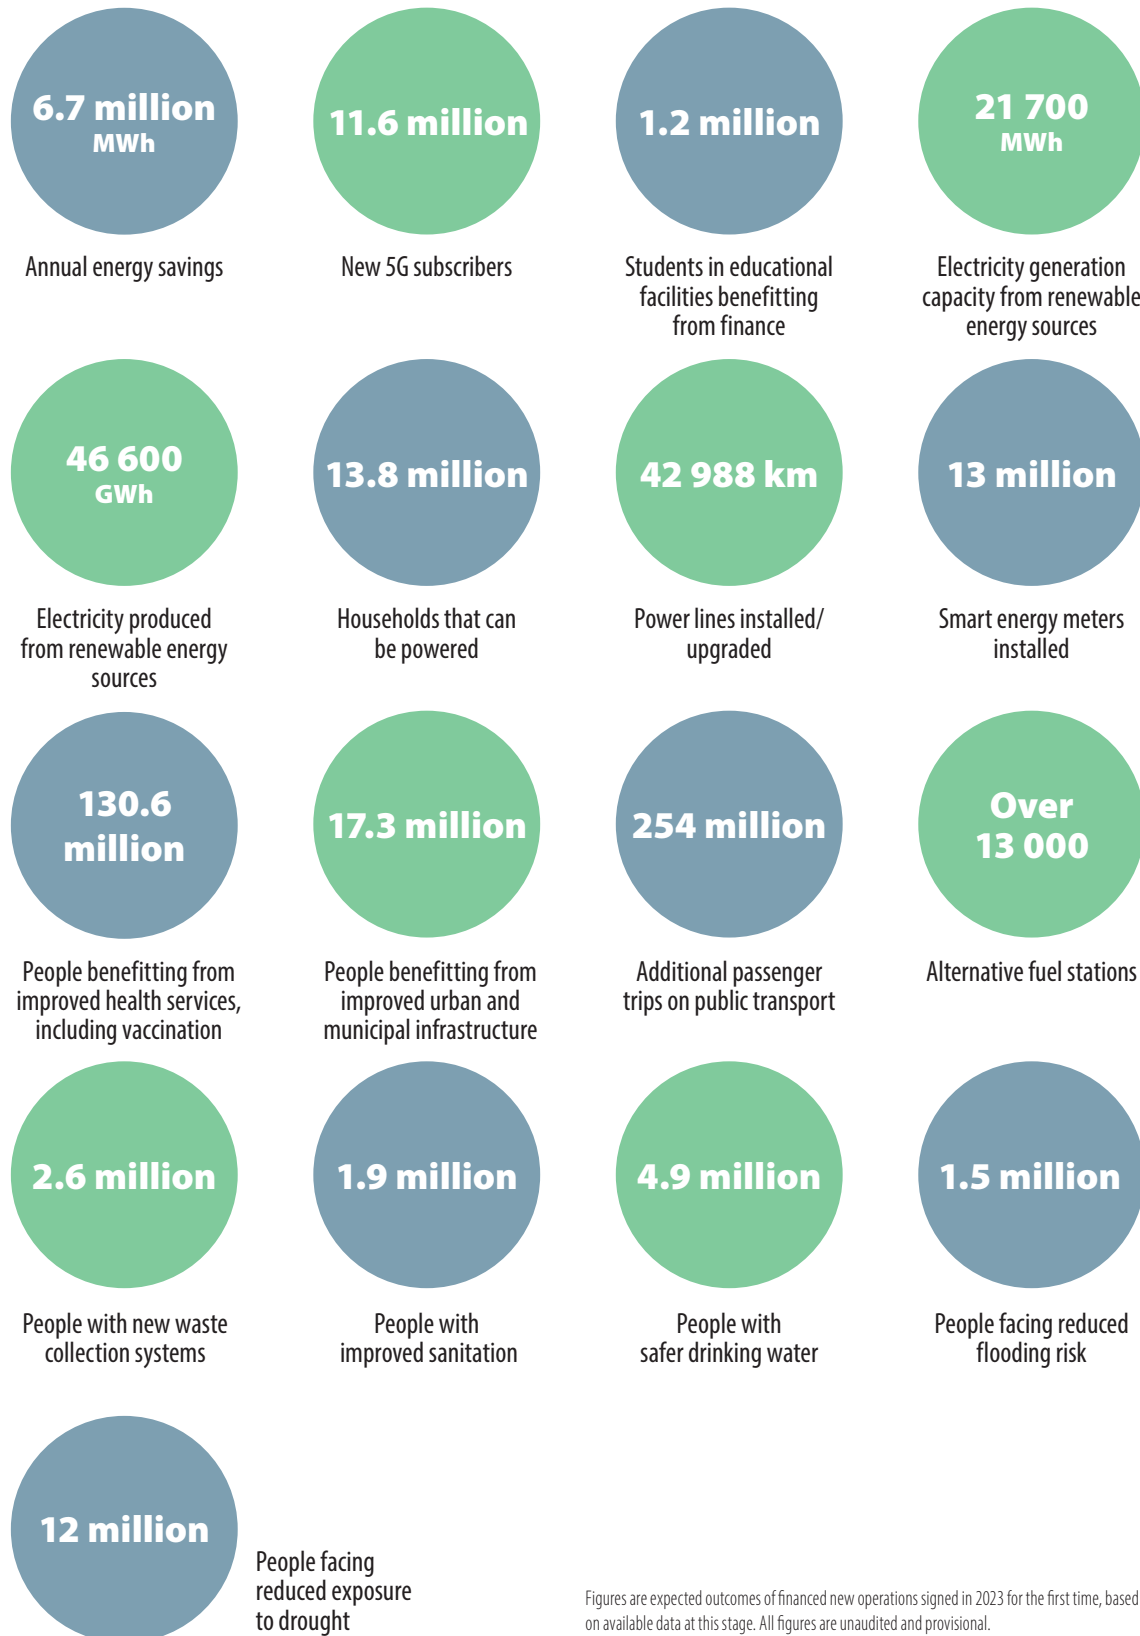 6.7 million
MWh
Annual energy savings
11.6 million
New 5G subscribers
1.2 million
Students in educational
facilities benefitting
from finance
21 700
MWh
Electricity generation
capacity from renewable
energy sources
46 600
GWh
Electricity produced
from renewable energy
sources
13.8 million
Households that can
be powered
42 988 km
Power lines installed/
upgraded
13 million
Smart energy meters
installed
130.6
million
People benefitting from
improved health services,
including vaccination
17.3 million
People benefitting from
improved urban and
municipal infrastructure
254 million
Additional passenger
trips on public transport
Over
13 000
Alternative fuel stations
2.6 million
People with new waste
collection systems
1.9 million
People with
improved sanitation
4.9 million
People with
safer drinking water
1.5 million
People facing reduced
flooding risk
12 million
People facing
reduced exposure
to drought
Figures are expected outcomes of financed new operations signed in 2023 for the first time, based
on available data at this stage. All figures are unaudited and provisional.